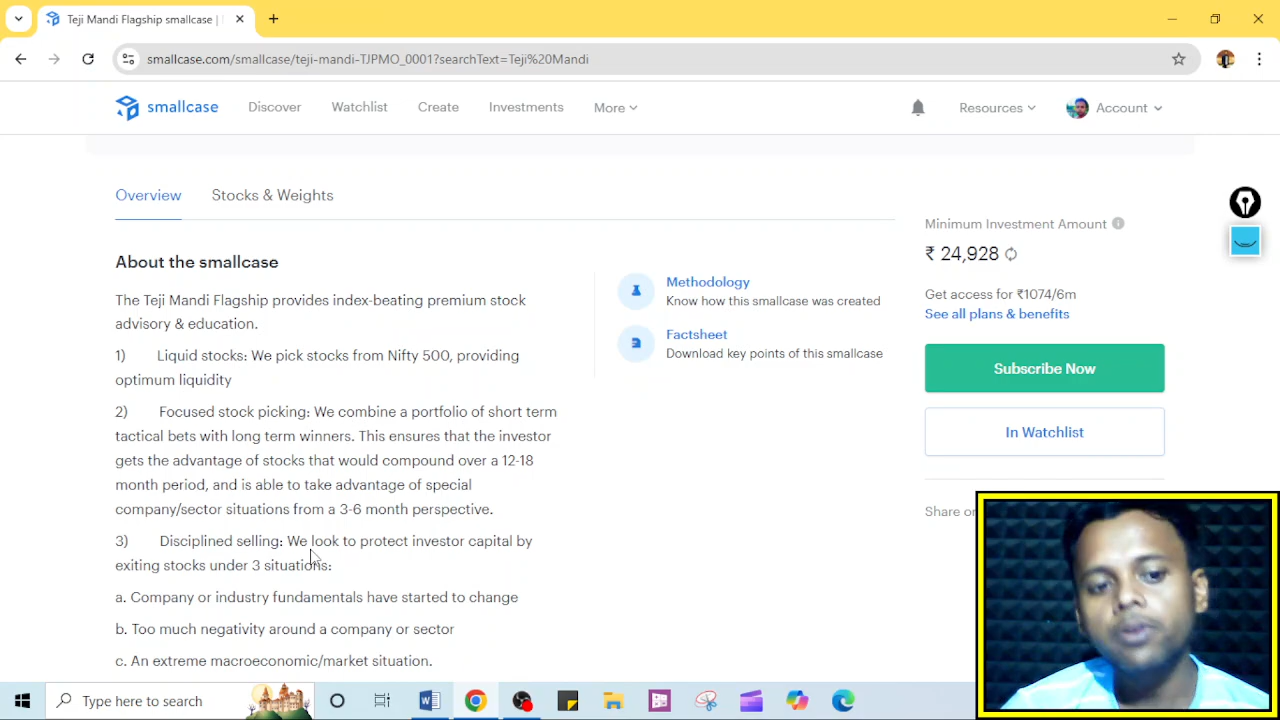 Teji Mandi Flagship smallcase |
smallcase.com/smallcase/teji-mandi-TJPMO_0001?searchText=Teji%20Mandi
smallcase Discover Watchlist Create Investments More Resources Account
Overview Stocks & Weights
About the smallcase
The Teji Mandi Flagship provides index-beating premium stock
advisory & education.
1) Liquid stocks: We pick stocks from Nifty 500, providing
optimum liquidity
2) Focused stock picking: We combine a portfolio of short term
tactical bets with long term winners. This ensures that the investor
gets the advantage of stocks that would compound over a 12-18
month period, and is able to take advantage of special
company/sector situations from a 3-6 month perspective.
3) Disciplined selling: We look to protect investor capital by
exiting stocks under 3 situations:
a. Company or industry fundamentals have started to change
b. Too much negativity around a company or sector
c. An extreme macroeconomic/market situation.
Methodology
Know how this smallcase was created
Factsheet
Download key points of this smallcase
Minimum Investment Amount
₹ 24,928
Get access for ₹1074/6m
See all plans & benefits
Subscribe Now
In Watchlist
Share on
Type here to search